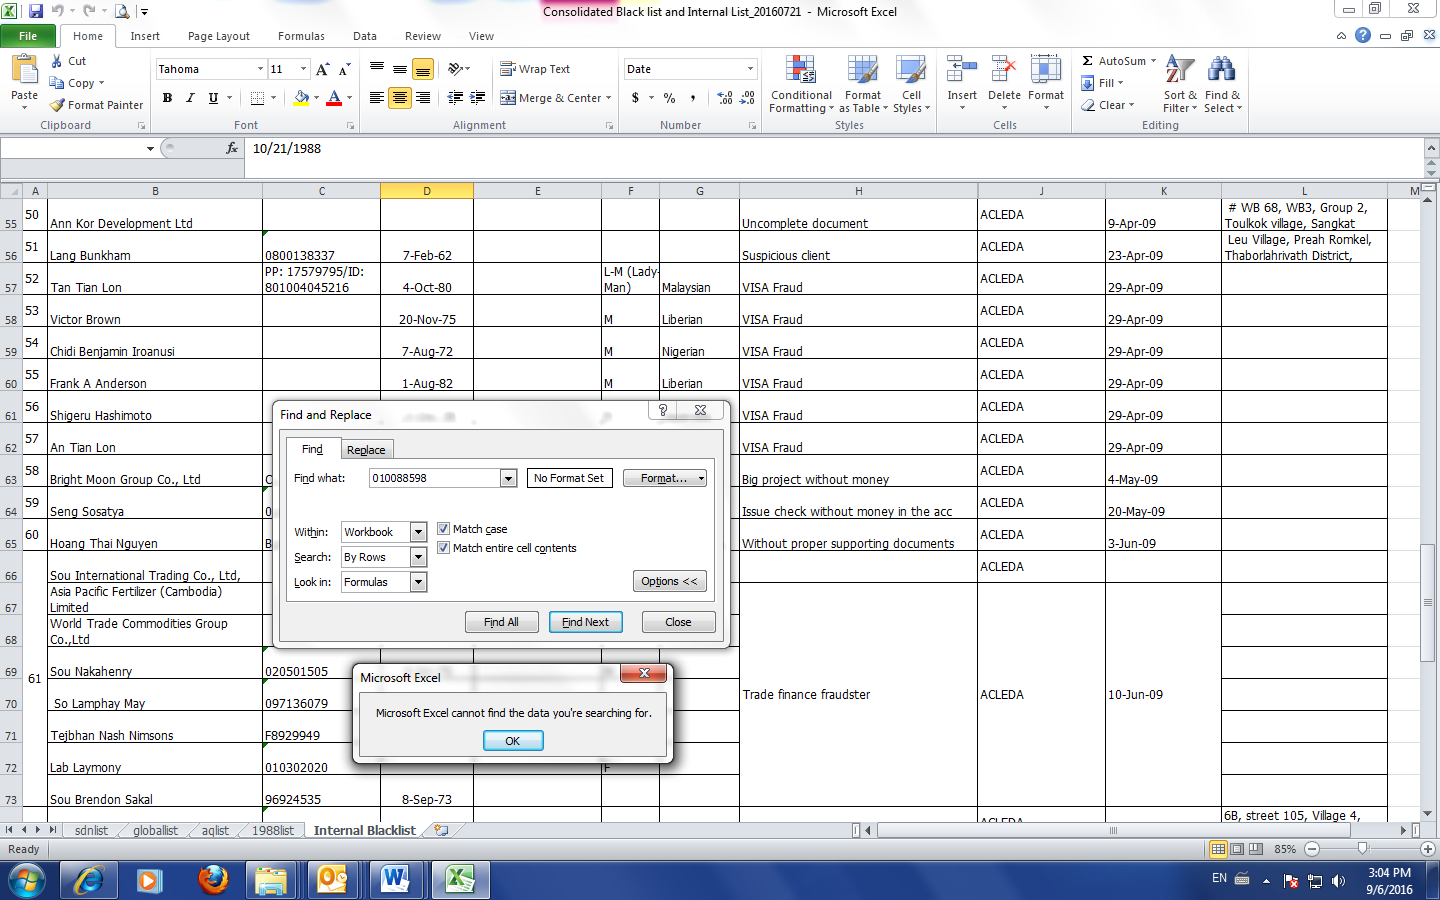 Consolidated Black list and Internal List_20160721 - Microsoft Excel
File Home Insert Page Layout Formulas Data Review View
Paste
Cut
Copy
Format Painter
Clipboard
Tahoma 11
B I U
Font
Wrap Text
Merge & Center
Alignment
Date
$ % ,
Number
Conditional Formatting
Format as Table
Cell Styles
Styles
Insert Delete Format
Cells
AutoSum
Fill
Clear
Sort & Filter
Find & Select
Editing
fx 10/21/1988
A B C D E F G H J K L M
55 50 Ann Kor Development Ltd Uncomplete document ACLEDA 9-Apr-09 # WB 68, WB3, Group 2, Toulkok village, Sangkat
56 51 Lang Bunkham 0800138337 7-Feb-62 Suspicious client ACLEDA 23-Apr-09 Leu Village, Preah Romkel, Thaborlahrivath District,
57 52 Tan Tian Lon PP: 17579795/ID: 801004045216 4-Oct-80 L-M (Lady-Man) Malaysian VISA Fraud ACLEDA 29-Apr-09
58 53 Victor Brown 20-Nov-75 M Liberian VISA Fraud ACLEDA 29-Apr-09
59 54 Chidi Benjamin Iroanusi 7-Aug-72 M Nigerian VISA Fraud ACLEDA 29-Apr-09
60 55 Frank A Anderson 1-Aug-82 M Liberian VISA Fraud ACLEDA 29-Apr-09
61 56 Shigeru Hashimoto VISA Fraud ACLEDA 29-Apr-09
62 57 An Tian Lon VISA Fraud ACLEDA 29-Apr-09
63 58 Bright Moon Group Co., Ltd C Big project without money ACLEDA 4-May-09
64 59 Seng Sosatya 0 Issue check without money in the acc ACLEDA 20-May-09
65 60 Hoang Thai Nguyen B Without proper supporting documents ACLEDA 3-Jun-09
66 Sou International Trading Co., Ltd, ACLEDA
67 Asia Pacific Fertilizer (Cambodia) Limited
68 World Trade Commodities Group Co.,Ltd
69 Sou Nakahenry 020501505
61
70 So Lamphay May 097136079 Trade finance fraudster ACLEDA 10-Jun-09
71 Tejbhan Nash Nimsons F8929949
72 Lab Laymony 010302020 F
73 Sou Brendon Sakal 96924535 8-Sep-73
ACLEDA 6B, street 105, Village 4,
Find and Replace
Find Replace
Find what: 010088598 No Format Set Format...
Within: Workbook Match case
Match entire cell contents
Search: By Rows
Look in: Formulas Options <<
Find All Find Next Close
Microsoft Excel
Microsoft Excel cannot find the data you're searching for.
OK
sdnlist globallist aqlist 1988list Internal Blacklist
Ready 85%
EN 3:04 PM
9/6/2016